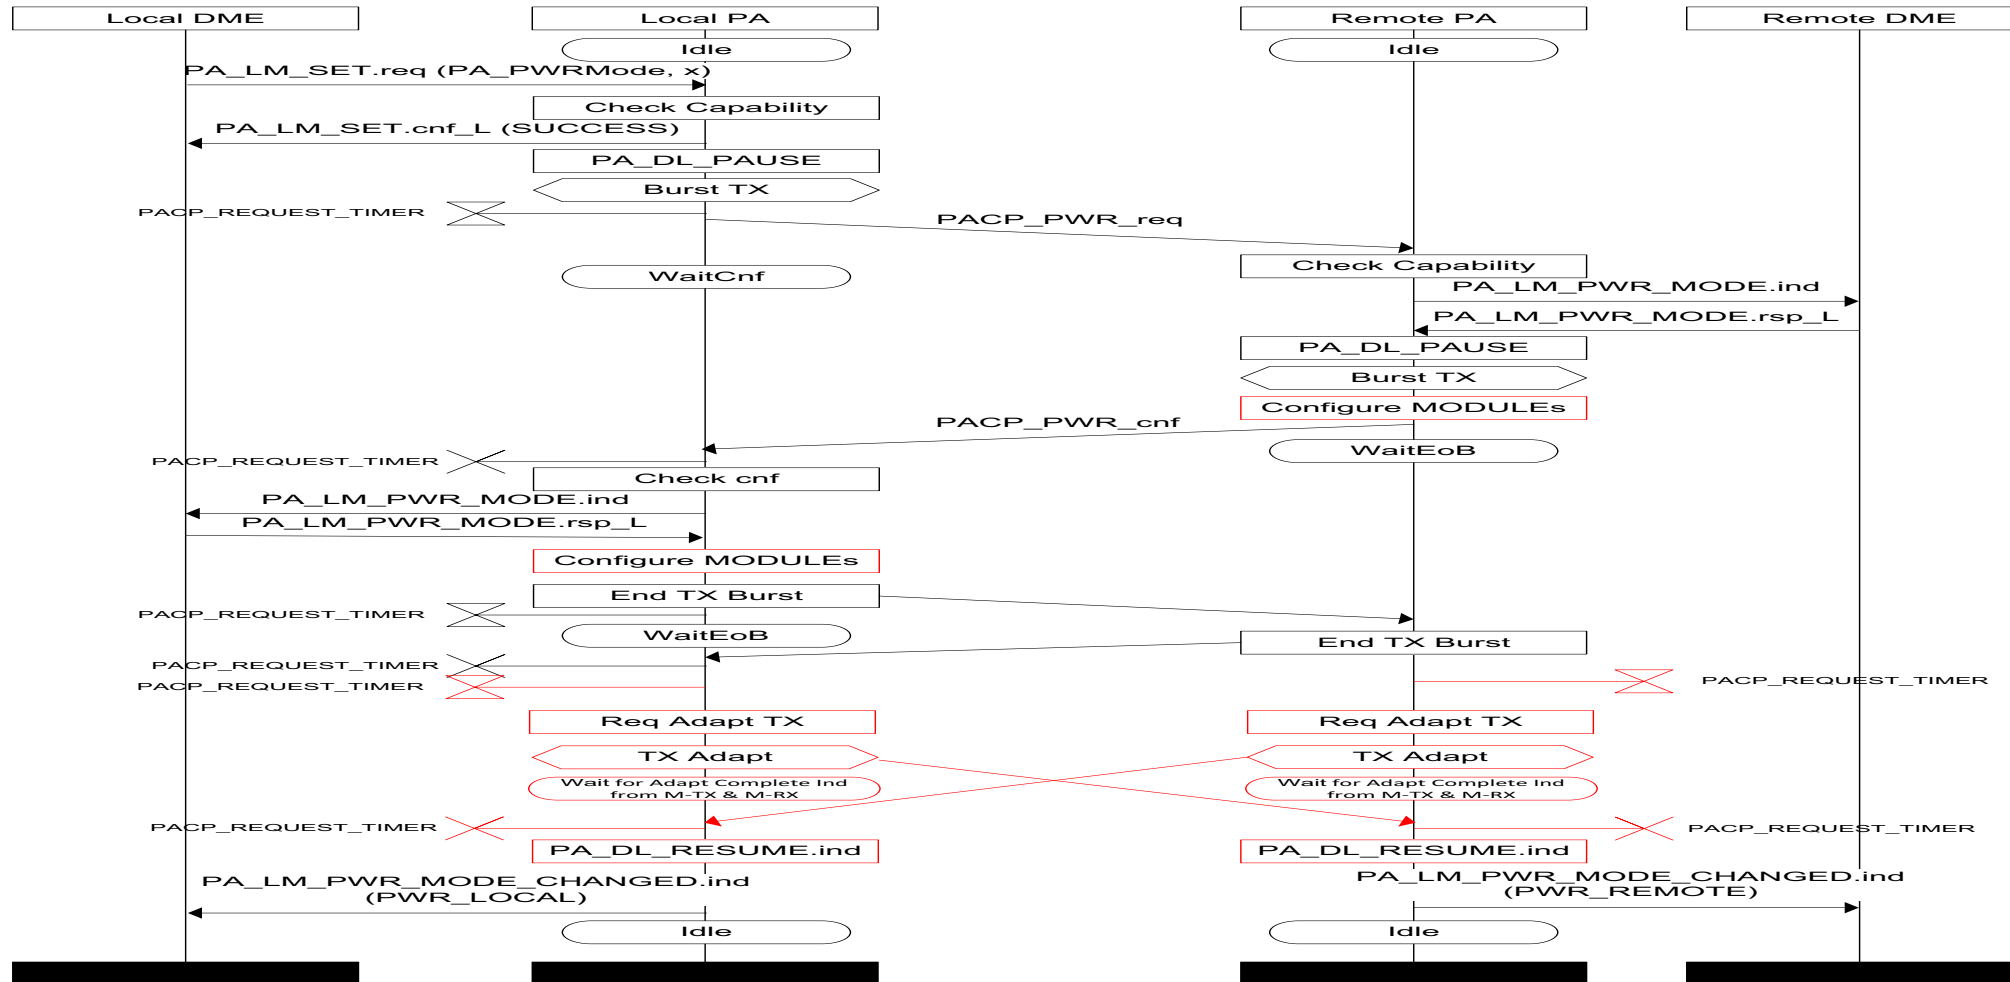 Local DME
Local PA
Remote PA
Remote DME
Idle
Idle
PA_LM_SET.req (PA_PWRMode, x)
Check Capability
PA_LM_SET.cnf_L (SUCCESS)
PA_DL_PAUSE
Burst TX
PACP_REQUEST_TIMER
PACP_PWR_req
Check Capability
WaitCnf
PA_LM_PWR_MODE.ind
PA_LM_PWR_MODE.rsp_L
PA_DL_PAUSE
Burst TX
Configure MODULEs
PACP_PWR_cnf
WaitEoB
PACP_REQUEST_TIMER
Check cnf
PA_LM_PWR_MODE.ind
PA_LM_PWR_MODE.rsp_L
Configure MODULEs
End TX Burst
PACP_REQUEST_TIMER
WaitEoB
End TX Burst
PACP_REQUEST_TIMER
PACP_REQUEST_TIMER
PACP_REQUEST_TIMER
Req Adapt TX
Req Adapt TX
TX Adapt
TX Adapt
Wait for Adapt Complete Ind
from M-TX & M-RX
Wait for Adapt Complete Ind
from M-TX & M-RX
PACP_REQUEST_TIMER
PACP_REQUEST_TIMER
PA_DL_RESUME.ind
PA_DL_RESUME.ind
PA_LM_PWR_MODE_CHANGED.ind
(PWR_LOCAL)
PA_LM_PWR_MODE_CHANGED.ind
(PWR_REMOTE)
Idle
Idle